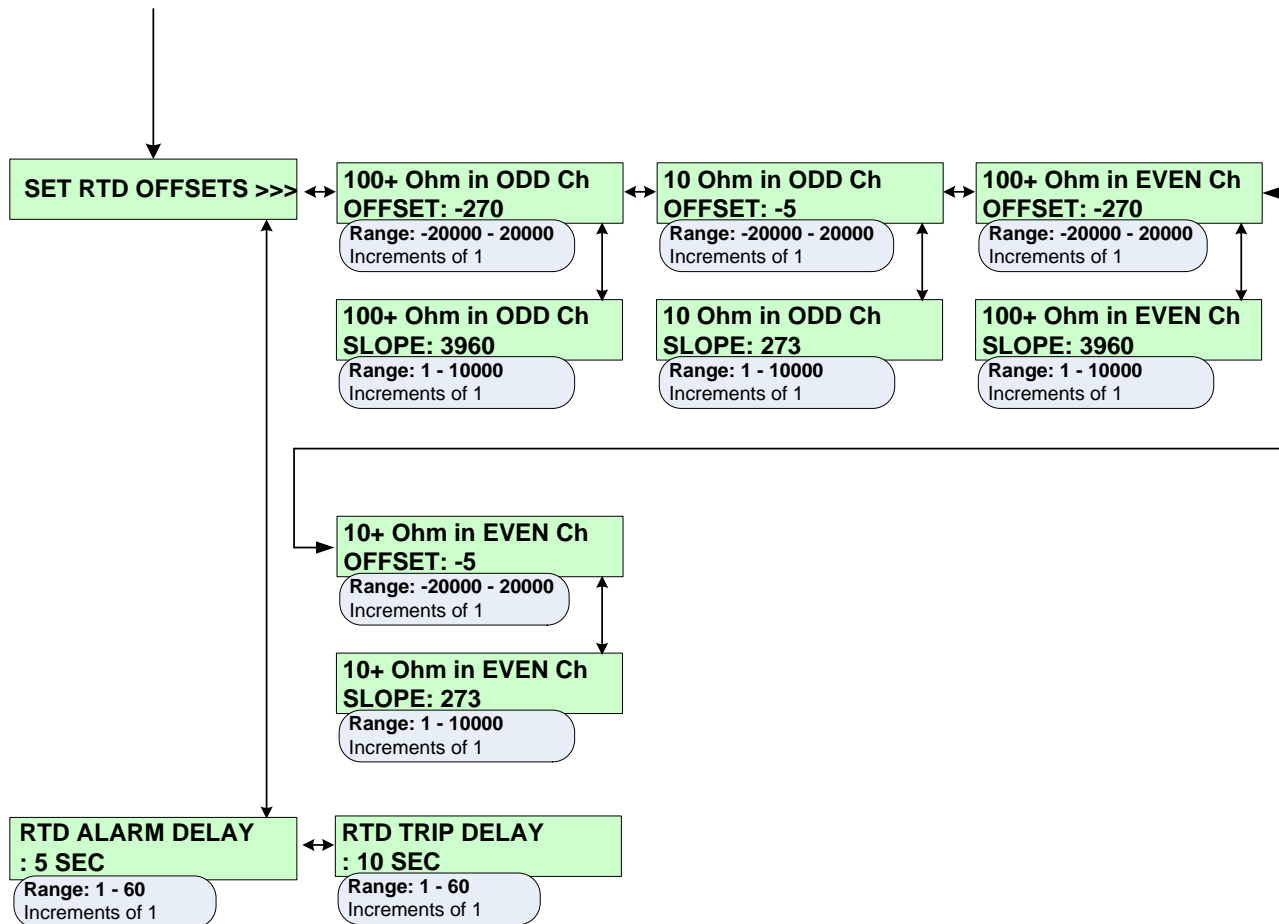 SET RTD OFFSETS >>>
100+ Ohm in ODD Ch
OFFSET: -270
Range: -20000 - 20000
Increments of 1
10 Ohm in ODD Ch
OFFSET: -5
Range: -20000 - 20000
Increments of 1
100+ Ohm in EVEN Ch
OFFSET: -270
Range: -20000 - 20000
Increments of 1
100+ Ohm in ODD Ch
SLOPE: 3960
Range: 1 - 10000
Increments of 1
10 Ohm in ODD Ch
SLOPE: 273
Range: 1 - 10000
Increments of 1
100+ Ohm in EVEN Ch
SLOPE: 3960
Range: 1 - 10000
Increments of 1
10+ Ohm in EVEN Ch
OFFSET: -5
Range: -20000 - 20000
Increments of 1
10+ Ohm in EVEN Ch
SLOPE: 273
Range: 1 - 10000
Increments of 1
RTD ALARM DELAY
: 5 SEC
Range: 1 - 60
Increments of 1
RTD TRIP DELAY
: 10 SEC
Range: 1 - 60
Increments of 1